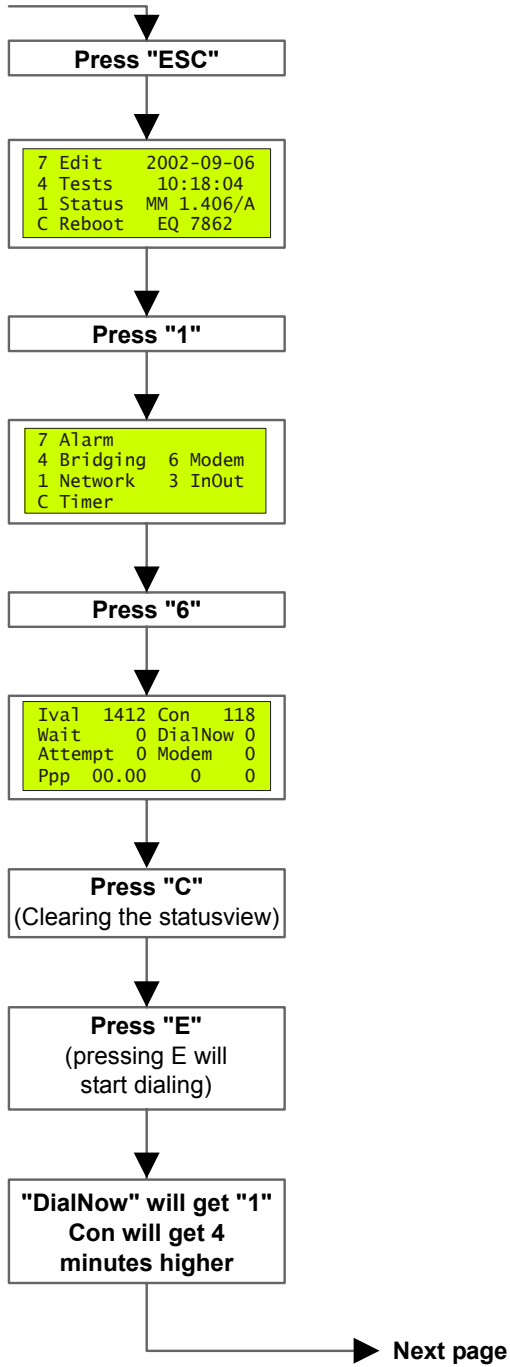 Press "ESC"
7 Edit 2002-09-06
4 Tests 10:18:04
1 Status MM 1.406/A
C Reboot EQ 7862
Press "1"
7 Alarm
4 Bridging 6 Modem
1 Network 3 InOut
C Timer
Press "6"
Ival 1412 Con 118
Wait 0 DialNow 0
Attempt 0 Modem 0
Ppp 00.00 0 0
Press "C"
(Clearing the statusview)
Press "E"
(pressing E will
start dialing)
"DialNow" will get "1"
Con will get 4
minutes higher
Next page